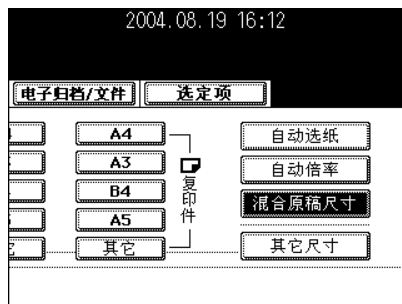 2004.08.19 16:12
电子归档/文件 选定项
A4 自动选纸
A3 自动倍率
B4 混合原稿尺寸
A5
其它 其它尺寸
复印件